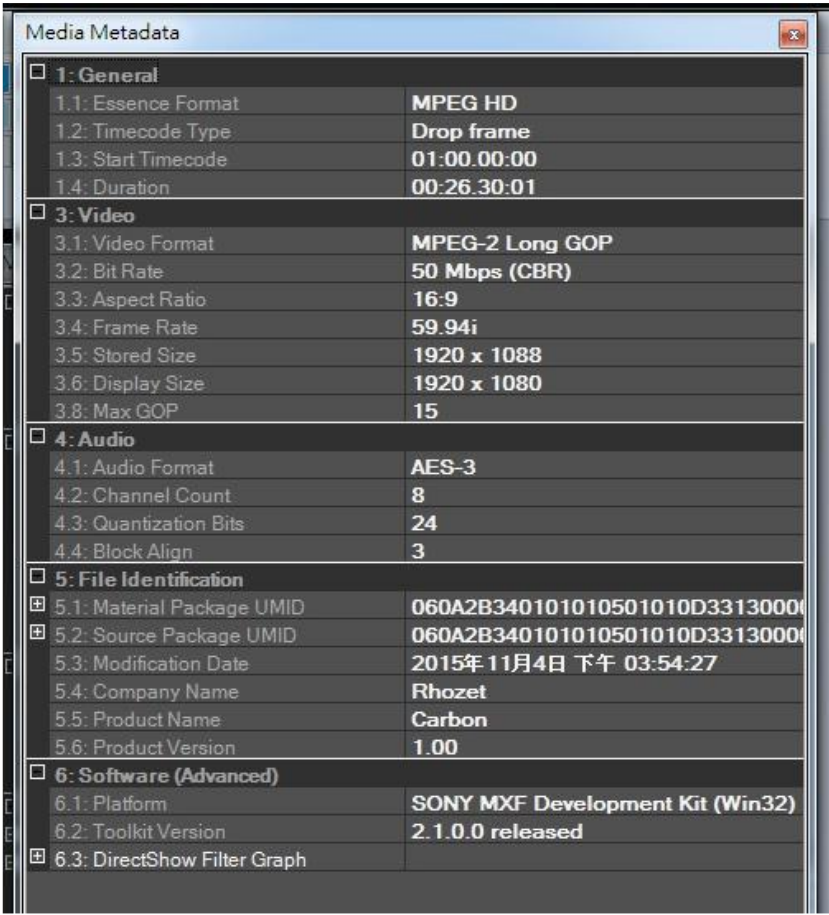 Media Metadata
1: General
1.1: Essence Format MPEG HD
1.2: Timecode Type Drop frame
1.3: Start Timecode 01:00.00:00
1.4: Duration 00:26.30:01
3: Video
3.1: Video Format MPEG-2 Long GOP
3.2: Bit Rate 50 Mbps (CBR)
3.3: Aspect Ratio 16:9
3.4: Frame Rate 59.94i
3.5: Stored Size 1920 x 1088
3.6: Display Size 1920 x 1080
3.8: Max GOP 15
4: Audio
4.1: Audio Format AES-3
4.2: Channel Count 8
4.3: Quantization Bits 24
4.4: Block Align 3
5: File Identification
5.1: Material Package UMID 060A2B340101010501010D33130000
5.2: Source Package UMID 060A2B340101010501010D33130000
5.3: Modification Date 2015年11月4日 下午 03:54:27
5.4: Company Name Rhozet
5.5: Product Name Carbon
5.6: Product Version 1.00
6: Software (Advanced)
6.1: Platform SONY MXF Development Kit (Win32)
6.2: Toolkit Version 2.1.0.0 released
6.3: DirectShow Filter Graph